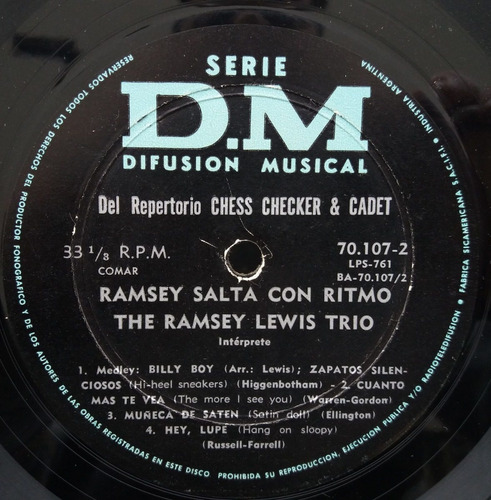 SERIE
D.M
DIFUSION MUSICAL
Del Repertorio CHESS CHECKER & CADET
33 1/8 R.P.M.
COMAR
70.107-2
LPS-761
BA-70.107/2
RAMSEY SALTA CON RITMO
THE RAMSEY LEWIS TRIO
Intérprete
1. Medley: BILLY BOY (Arr.: Lewis); ZAPATOS SILEN-
CIOSOS (Hi-heel sneakers) (Higgenbotham) - 2. CUANTO
MAS TE VEA (The more I see you) (Warren-Gordon)
3. MUÑECA DE SATEN (Satin doll) (Ellington)
4. HEY, LUPE (Hang on sloopy)
(Russell-Farrell)
RESERVADOS TODOS LOS DERECHOS DEL PRODUCTOR FONOGRAFICO Y DE LOS AUTORES DE LAS OBRAS REGISTRADAS EN ESTE DISCO PROHIBIDA SU REPRODUCCION, EJECUCION PUBLICA Y/O RADIOTELEDIFUSION • FABRICA SICAMERICANA S.A.C.I.F.I. • INDUSTRIA ARGENTINA